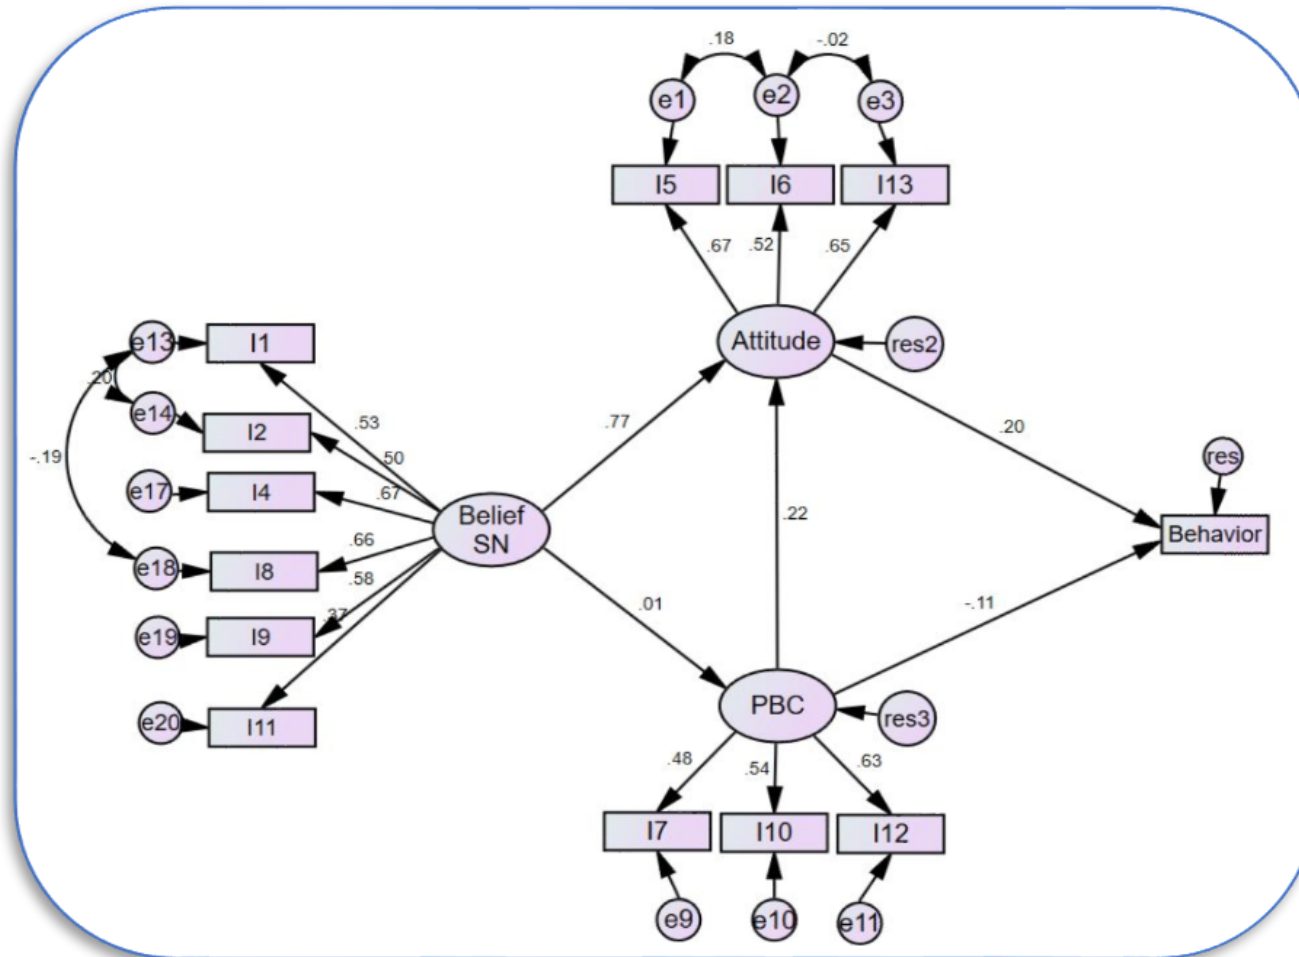 .18
-.02
e1
e2
e3
I5
I6
I13
.67
.52
.65
Attitude
res2
e13
I1
.20
e14
I2
-.19
e17
I4
e18
I8
e19
I9
e20
I11
.53
.50
.67
.66
.58
.37
Belief
SN
.77
.01
.22
.20
-.11
res
Behavior
PBC
res3
.48
.54
.63
I7
I10
I12
e9
e10
e11